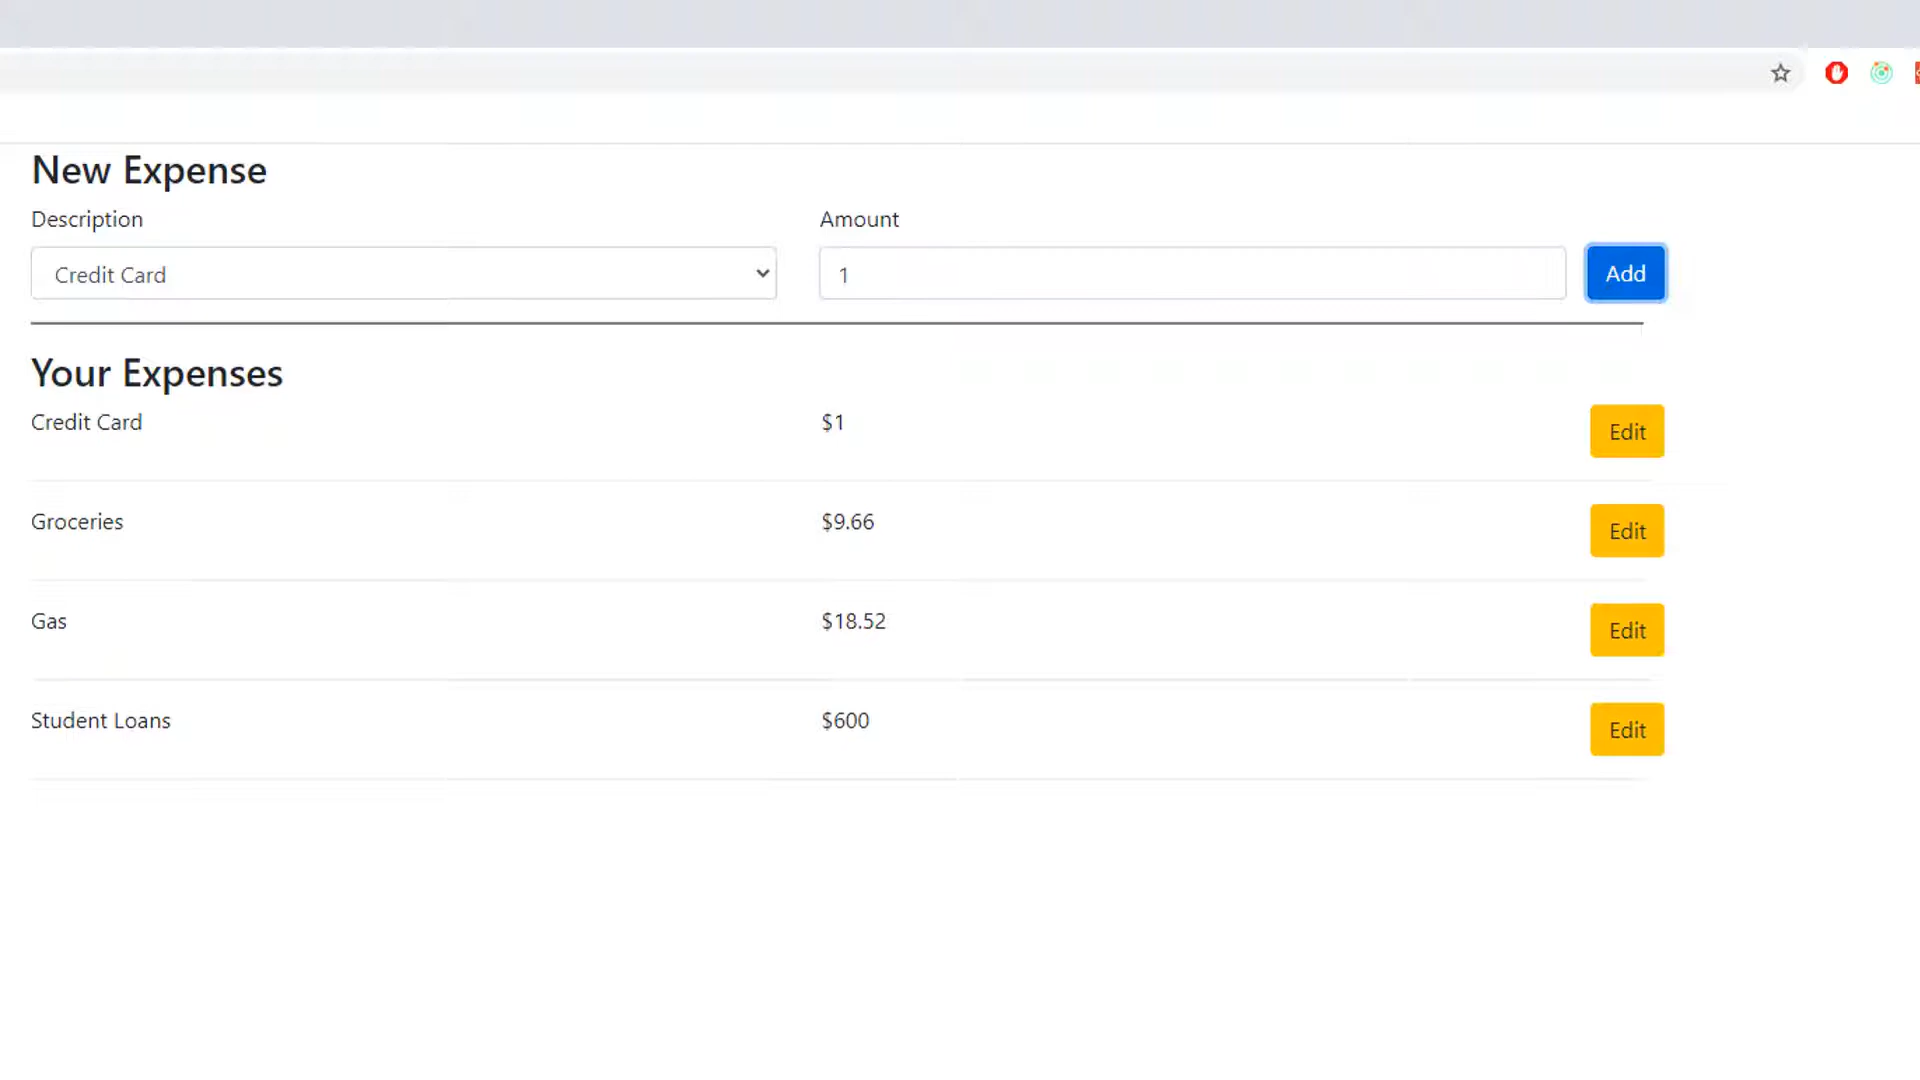 New Expense
Description Amount
Credit Card 1 Add
Your Expenses
Credit Card $1 Edit
Groceries $9.66 Edit
Gas $18.52 Edit
Student Loans $600 Edit